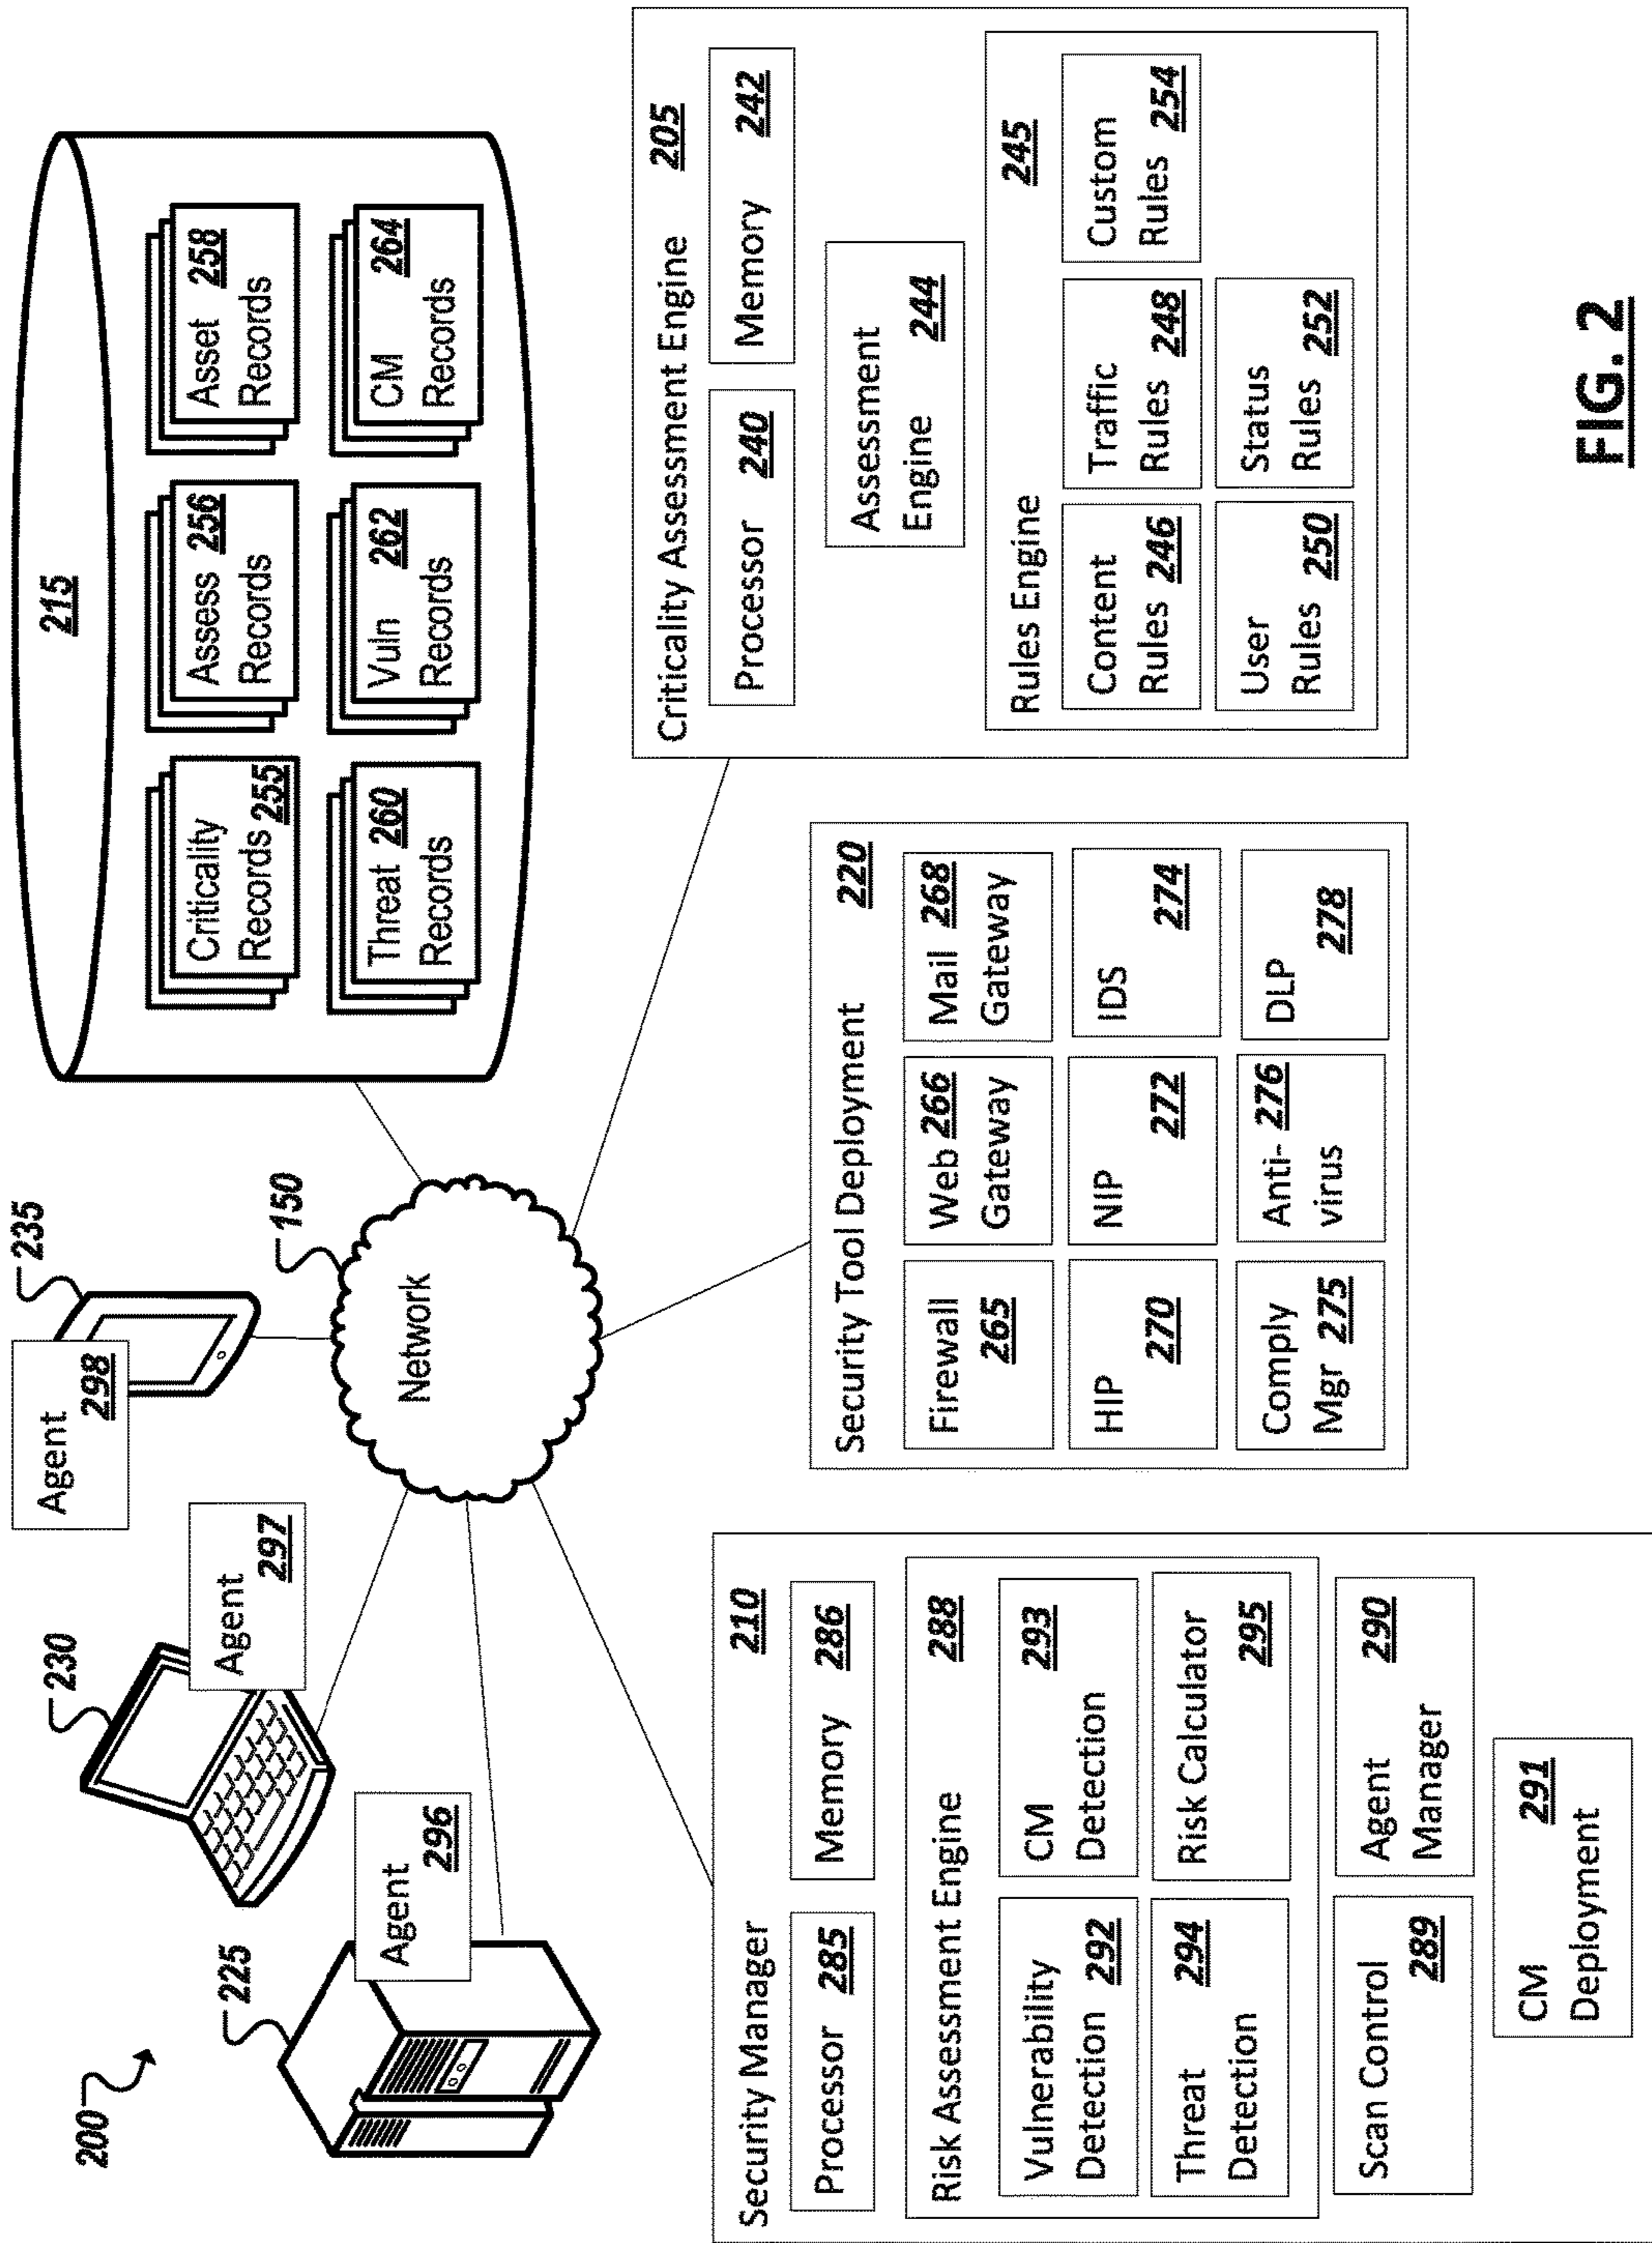 200
225
230
235
Agent
296
Agent
297
Agent
298
Network
150
215
Criticality
Records 255
Assess 256
Records
Asset 258
Records
Threat 260
Records
Vuln 262
Records
CM 264
Records
Security Manager 210
Processor 285
Memory 286
Risk Assessment Engine 288
Vulnerability
Detection 292
CM 293
Detection
Threat 294
Detection
Risk Calculator
295
Scan Control
289
Agent 290
Manager
CM 291
Deployment
Security Tool Deployment 220
Firewall
265
Web 266
Gateway
Mail 268
Gateway
HIP
270
NIP
272
IDS
274
Comply
Mgr 275
Anti- 276
virus
DLP
278
Criticality Assessment Engine 205
Processor 240
Memory 242
Assessment
Engine 244
Rules Engine 245
Content
Rules 246
Traffic
Rules 248
Custom
Rules 254
User
Rules 250
Status
Rules 252
FIG. 2